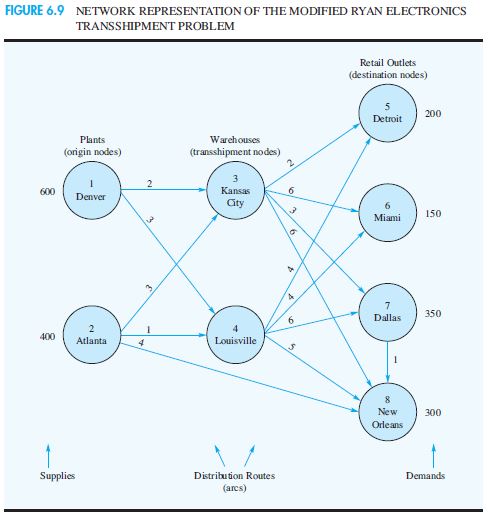 FIGURE 6.9 NETWORK REPRESENTATION OF THE MODIFIED RYAN ELECTRONICS
TRANSSHIPMENT PROBLEM
Retail Outlets
(destination nodes)
5
Detroit
200
Plants
(origin nodes)
Warehouses
(transshipment nodes)
600
1
Denver
2
3
3
Kansas
City
2
6
3
6
6
Miami
150
400
2
Atlanta
3
1
4
4
Louisville
4
4
6
5
7
Dallas
350
1
8
New
Orleans
300
Supplies
Distribution Routes
(arcs)
Demands